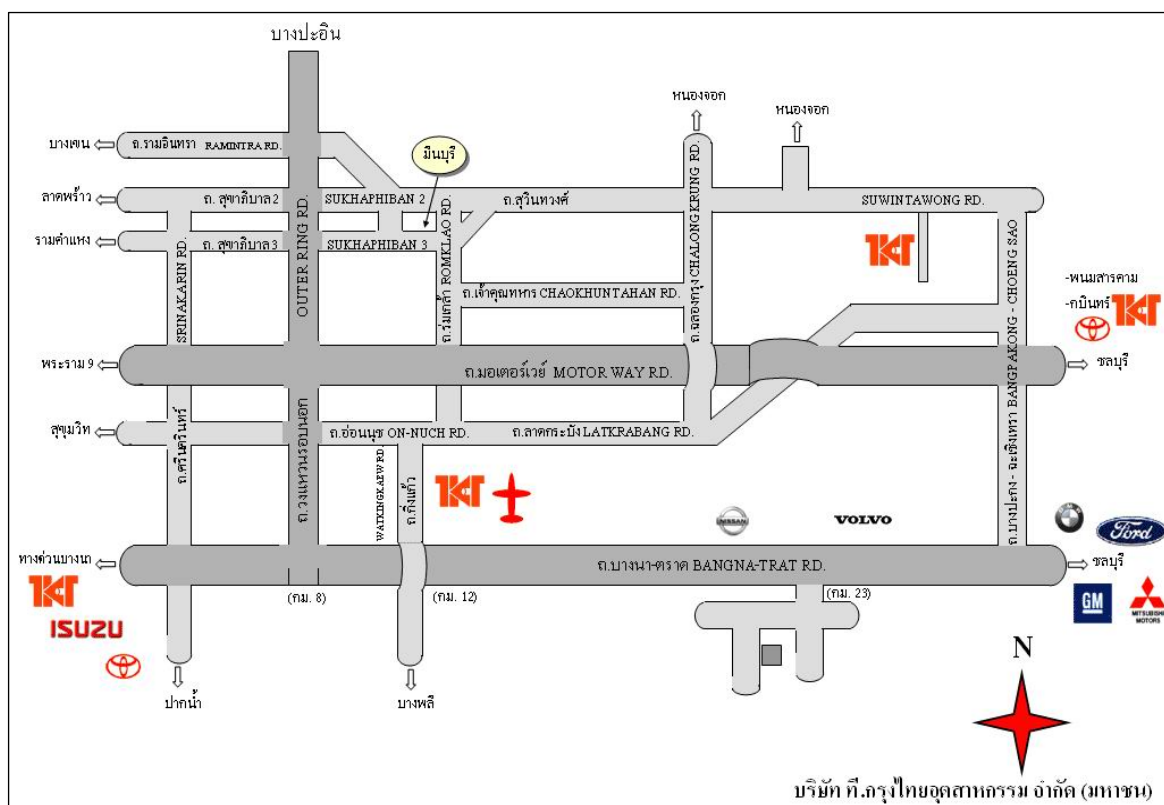 บางปะอิน
หนองจอก
หนองจอก
บางเขน
ถ.รามอินทรา RAMINTRA RD.
มีนบุรี
ลาดพร้าว
ถ. สุขาภิบาล2 SUKHAPHIBAN 2
ถ.สุวินทวงศ์
SUWINTAWONG RD.
รามคำแหง
ถ. สุขาภิบาล3 SUKHAPHIBAN 3
TKT
SRINAKARIN RD.
OUTER RING RD.
ถ.ร่มเกล้า ROMKLAO RD.
ถ.ฉลองกรุง CHALONGKRUNG RD.
ถ.เจ้าคุณทหาร CHAOKHUNTAHAN RD.
-พนมสารคาม
-กบินทร์
TKT
พระราม 9
ถ.มอเตอร์เวย์ MOTOR WAY RD.
ชลบุรี
สุขุมวิท
ถ.อ่อนนุช ON-NUCH RD.
ถ.ลาดกระบัง LATKRABANG RD.
ถ.ศรีนครินทร์
ถ.วงแหวนรอบนอก
WATKINGKAEW RD.
ถ.กิ่งแก้ว
ถ.บางปะกง - ฉะเชิงเทรา BANGPAKONG - CHOENG SAO
TKT
NISSAN
VOLVO
BMW
Ford
ทางด่วนบางนา
ถ.บางนา-ตราด BANGNA-TRAT RD.
ชลบุรี
TKT
(กม. 8)
(กม. 12)
(กม. 23)
GM
MITSUBISHI
MOTORS
ISUZU
ปากน้ำ
บางพลี
N
บริษัท ที.กรุงไทยอุตสาหกรรม จำกัด (มหาชน)